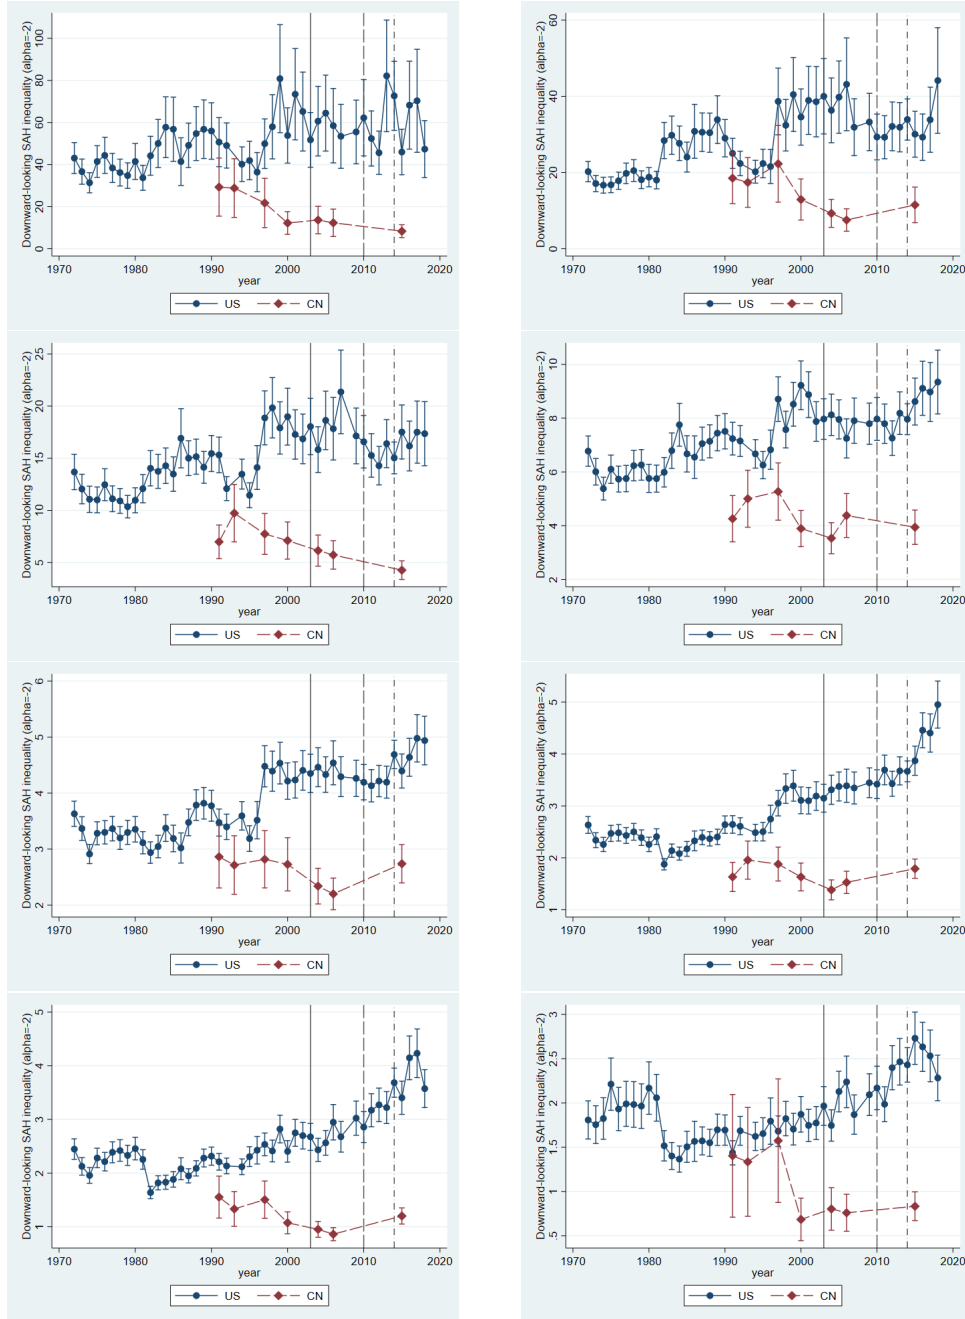 Downward-looking SAH inequality (alpha=-2)
100
80
60
40
20
0
1970 1980 1990 2000 2010 2020
year
US CN
Downward-looking SAH inequality (alpha=-2)
60
40
20
0
1970 1980 1990 2000 2010 2020
year
US CN
Downward-looking SAH inequality (alpha=-2)
25
20
15
10
5
1970 1980 1990 2000 2010 2020
year
US CN
Downward-looking SAH inequality (alpha=-2)
10
8
6
4
2
1970 1980 1990 2000 2010 2020
year
US CN
Downward-looking SAH inequality (alpha=-2)
6
5
4
3
2
1970 1980 1990 2000 2010 2020
year
US CN
Downward-looking SAH inequality (alpha=-2)
5
4
3
2
1
1970 1980 1990 2000 2010 2020
year
US CN
Downward-looking SAH inequality (alpha=-2)
5
4
3
2
1
1970 1980 1990 2000 2010 2020
year
US CN
Downward-looking SAH inequality (alpha=-2)
3
2.5
2
1.5
1
.5
1970 1980 1990 2000 2010 2020
year
US CN